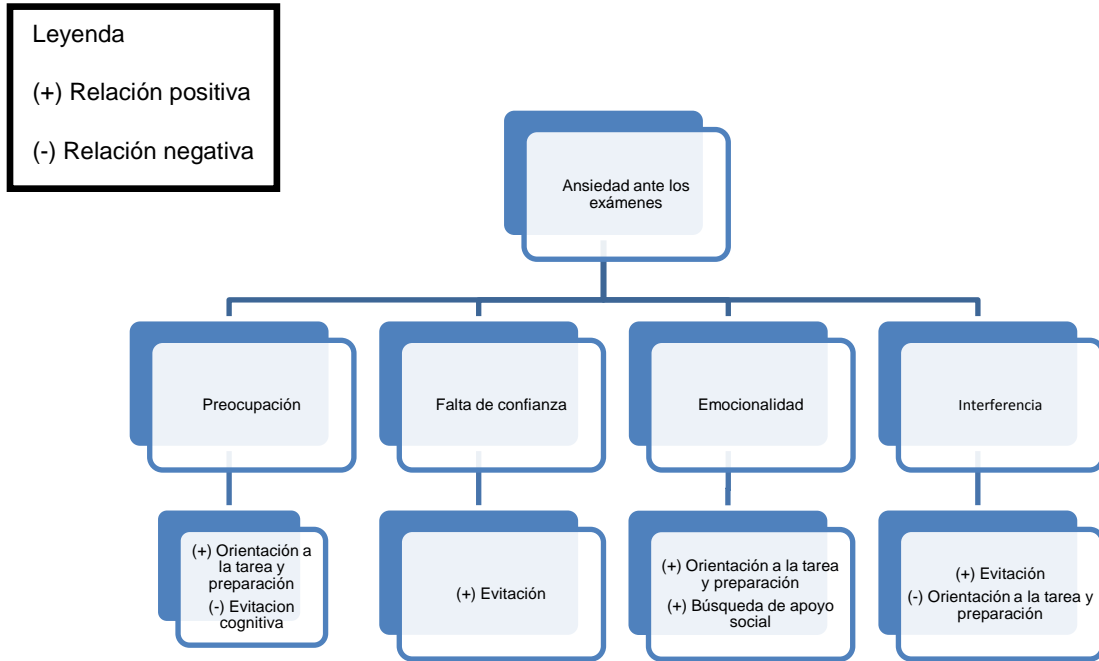 Leyenda
(+) Relación positiva
(-) Relación negativa
Ansiedad ante los
exámenes
Preocupación
Falta de confianza
Emocionalidad
Interferencia
(+) Orientación a
la tarea y
preparación
(-) Evitacion
cognitiva
(+) Evitación
(+) Orientación a la tarea
y preparación
(+) Búsqueda de apoyo
social
(+) Evitación
(-) Orientación a la tarea y
preparación